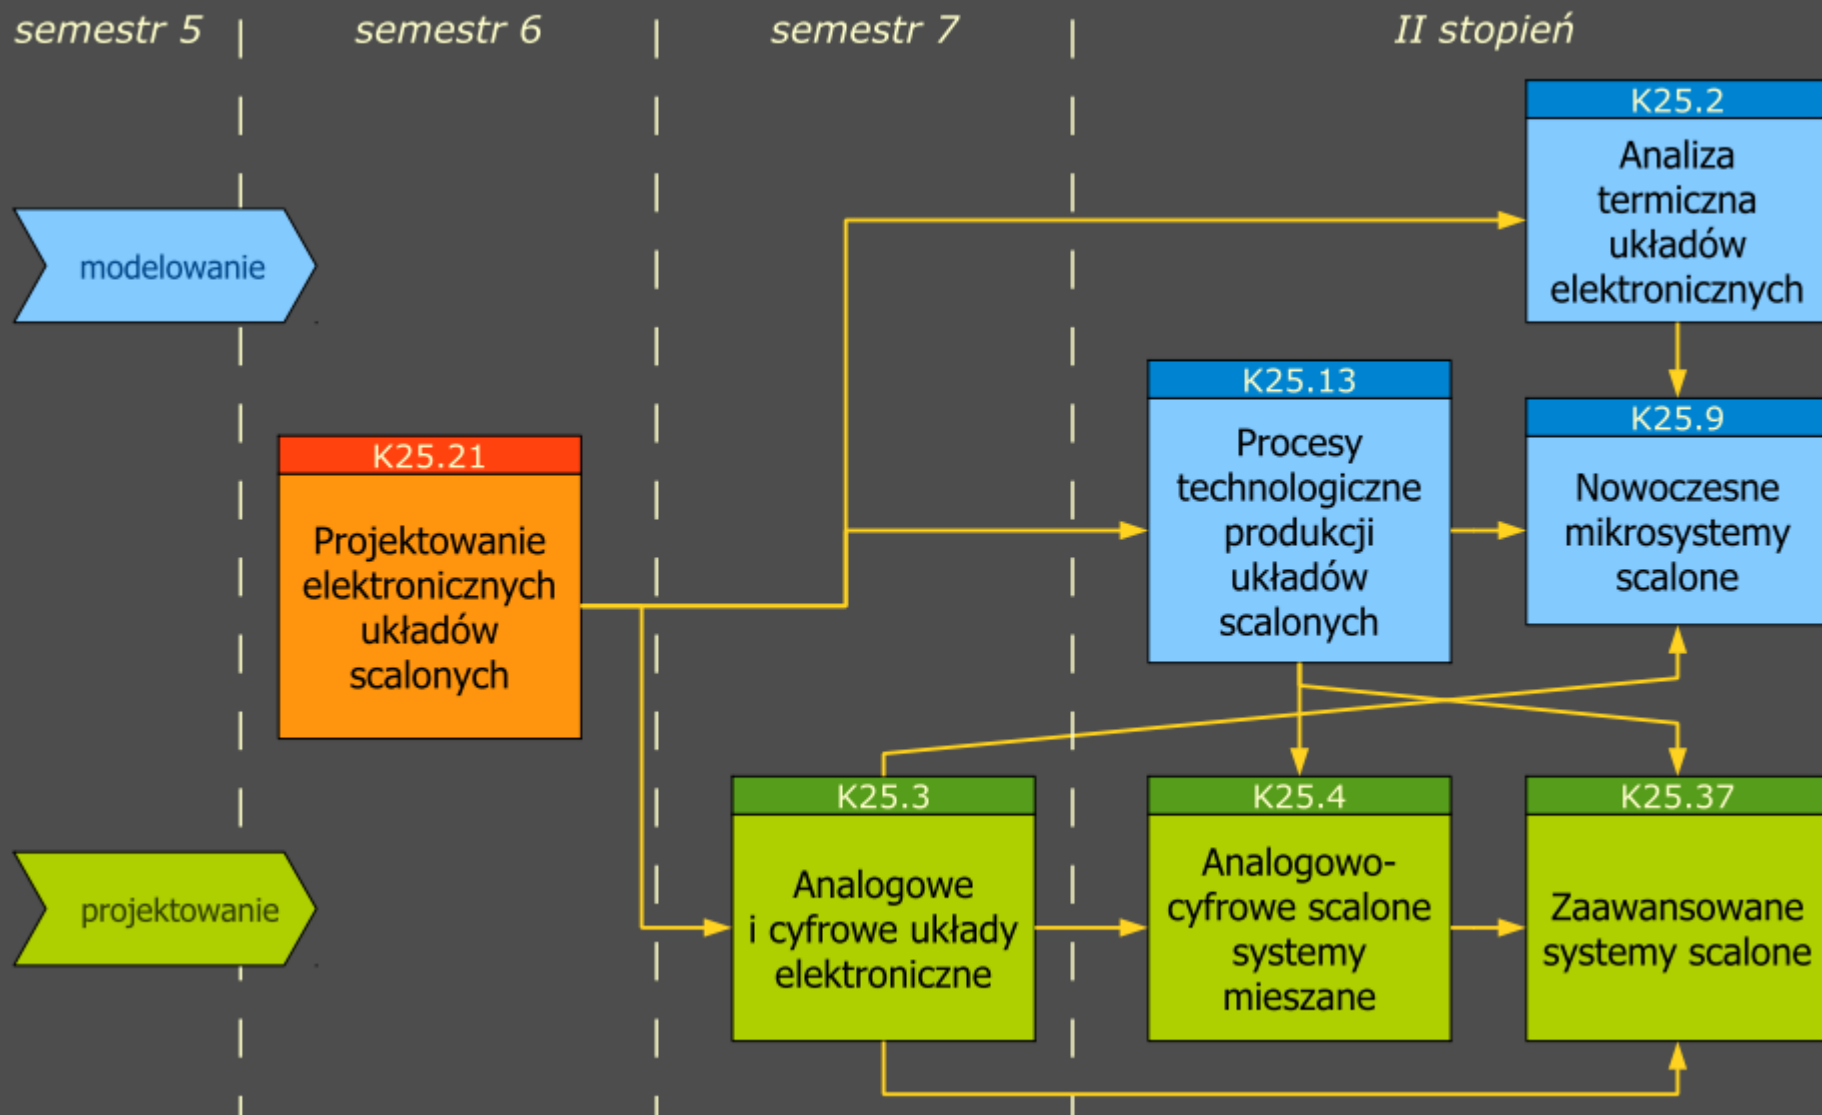 semestr 5
semestr 6
semestr 7
II stopień
K25.2
Analiza
termiczna
układów
elektronicznych
modelowanie
K25.13
Procesy
technologiczne
produkcji
układów
scalonych
K25.9
Nowoczesne
mikrosystemy
scalone
K25.21
Projektowanie
elektronicznych
układów
scalonych
projektowanie
K25.3
Analogowe
i cyfrowe układy
elektroniczne
K25.4
Analogowo-
cyfrowe scalone
systemy
mieszane
K25.37
Zaawansowane
systemy scalone